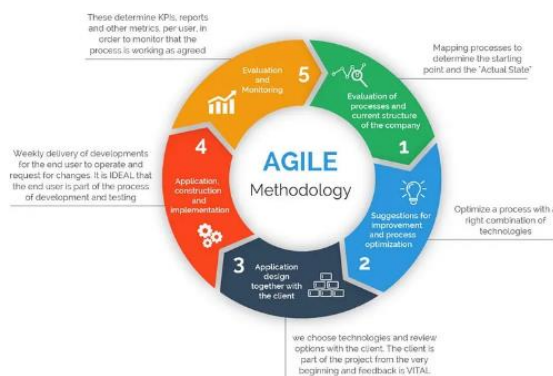 These determine KPIs, reports
and other metrics, per user, in
order to monitor that the
process is working as agreed
Evaluation
and
Monitoring
5
Mapping processes to
determine the starting
point and the "Actual State"
Evaluation of
processes and
current structure
of the company
1
AGILE
Methodology
Weekly delivery of developments
for the end user to operate and
request for changes. It is IDEAL that
the end user is part of the process
of development and testing
4
Application,
construction
and
implementation
Optimize a process with a
right combination of
technologies
Suggestions for
improvement and process
optimization
2
3
Application
design
together with
the client
we choose technologies and review
options with the client. The client is
part of the project from the very
beginning and feedback is VITAL